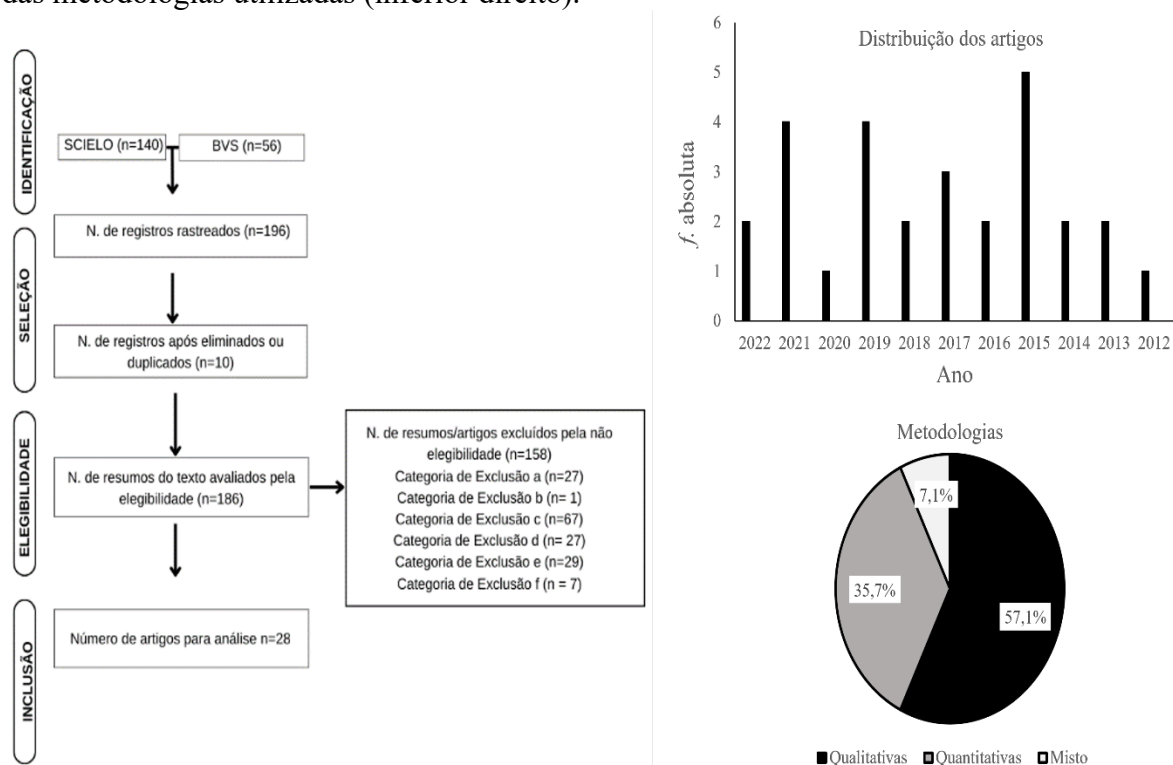 das metodologias utilizadas (inferior direito).
IDENTIFICAÇÃO
SCIELO (n=140)
BVS (n=56)
N. de registros rastreados (n=196)
SELEÇÃO
N. de registros após eliminados ou
duplicados (n=10)
ELEGIBILIDADE
N. de resumos do texto avaliados pela
elegibilidade (n=186)
N. de resumos/artigos excluídos pela não
elegibilidade (n=158)
Categoria de Exclusão a (n=27)
Categoria de Exclusão b (n= 1)
Categoria de Exclusão c (n=67)
Categoria de Exclusão d (n= 27)
Categoria de Exclusão e (n=29)
Categoria de Exclusão f (n = 7)
INCLUSÃO
Número de artigos para análise n=28
Distribuição dos artigos
f. absoluta
6
5
4
3
2
1
0
2022 2021 2020 2019 2018 2017 2016 2015 2014 2013 2012
Ano
Metodologias
7,1%
35,7%
57,1%
Qualitativas Quantitativas Misto